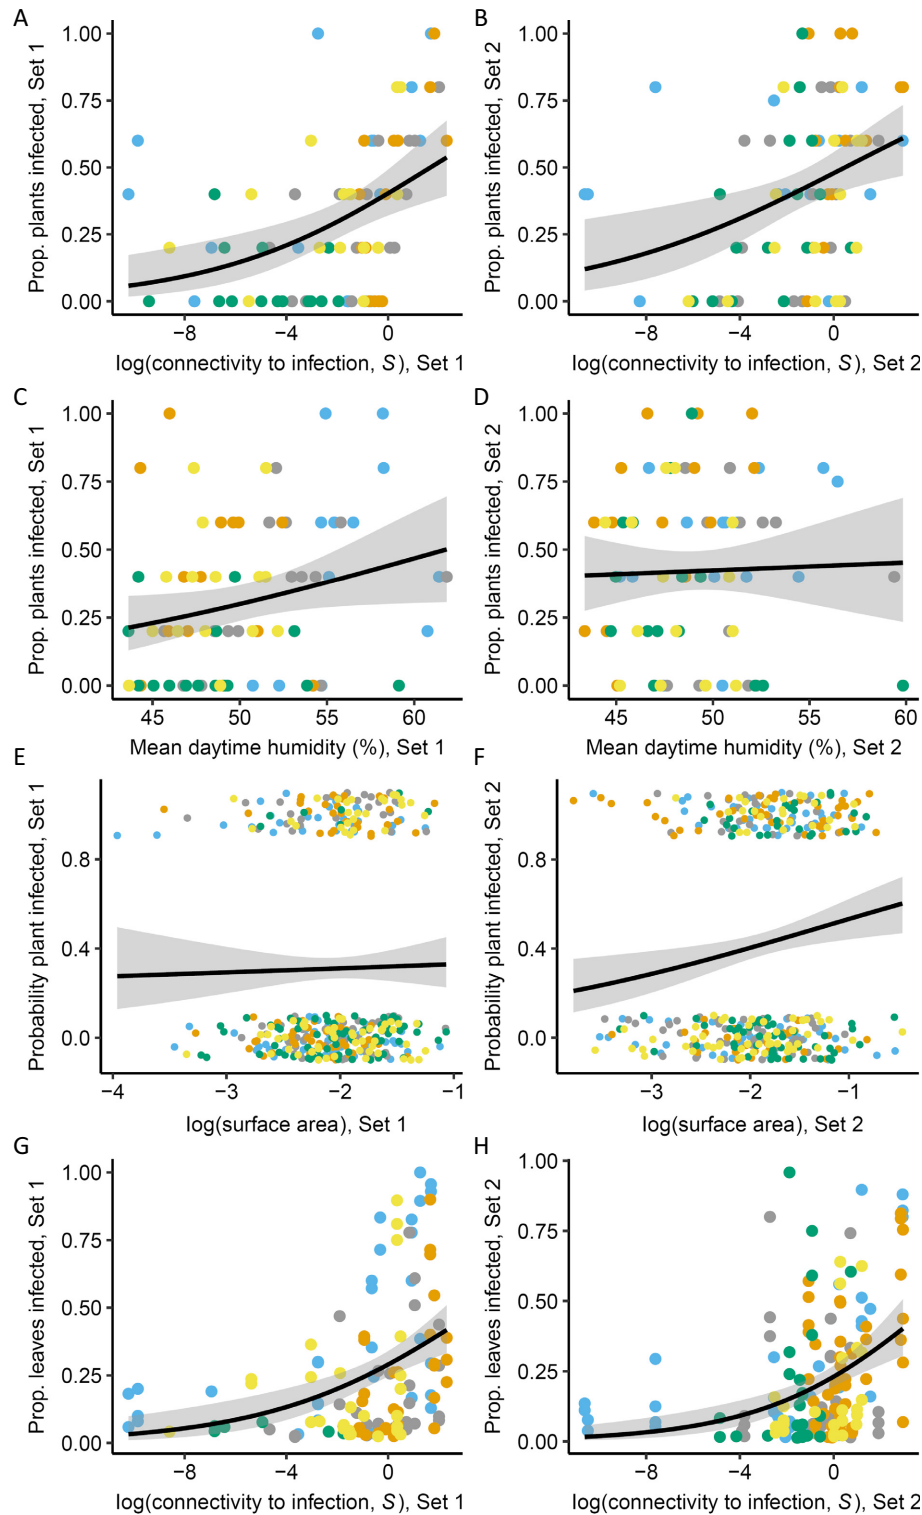 A
B
Prop. plants infected, Set 1
1.00
0.75
0.50
0.25
0.00
−8
−4
0
log(connectivity to infection, S), Set 1
Prop. plants infected, Set 2
1.00
0.75
0.50
0.25
0.00
−8
−4
0
log(connectivity to infection, S), Set 2
C
D
Prop. plants infected, Set 1
1.00
0.75
0.50
0.25
0.00
45
50
55
60
Mean daytime humidity (%), Set 1
Prop. plants infected, Set 2
1.00
0.75
0.50
0.25
0.00
45
50
55
60
Mean daytime humidity (%), Set 2
E
F
Probability plant infected, Set 1
0.8
0.4
0.0
−4
−3
−2
−1
log(surface area), Set 1
Probability plant infected, Set 2
0.8
0.4
0.0
−3
−2
−1
log(surface area), Set 2
G
H
Prop. leaves infected, Set 1
1.00
0.75
0.50
0.25
0.00
−8
−4
0
log(connectivity to infection, S), Set 1
Prop. leaves infected, Set 2
1.00
0.75
0.50
0.25
0.00
−8
−4
0
log(connectivity to infection, S), Set 2